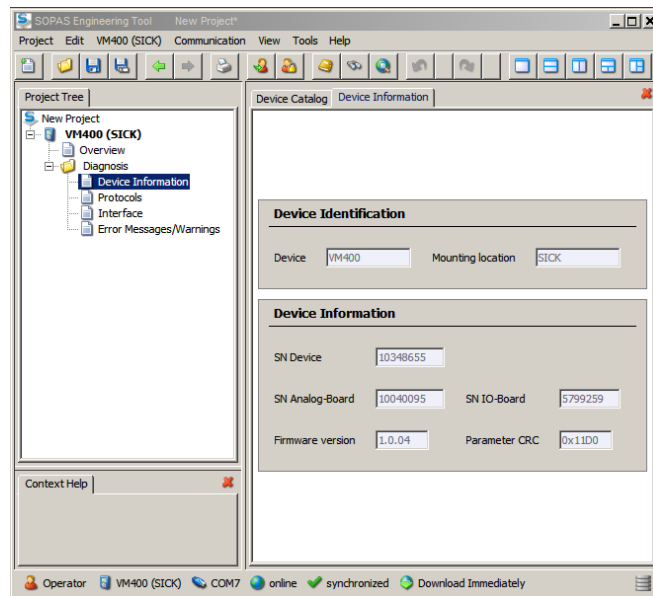 SOPAS Engineering Tool New Project*
Project Edit VM400 (SICK) Communication View Tools Help
Project Tree
New Project
VM400 (SICK)
Overview
Diagnosis
Device Information
Protocols
Interface
Error Messages/Warnings
Context Help
Device Catalog Device Information
Device Identification
Device VM400 Mounting location SICK
Device Information
SN Device 10348655
SN Analog-Board 10040095 SN IO-Board 5799259
Firmware version 1.0.04 Parameter CRC 0x11D0
Operator VM400 (SICK) COM7 online synchronized Download Immediately